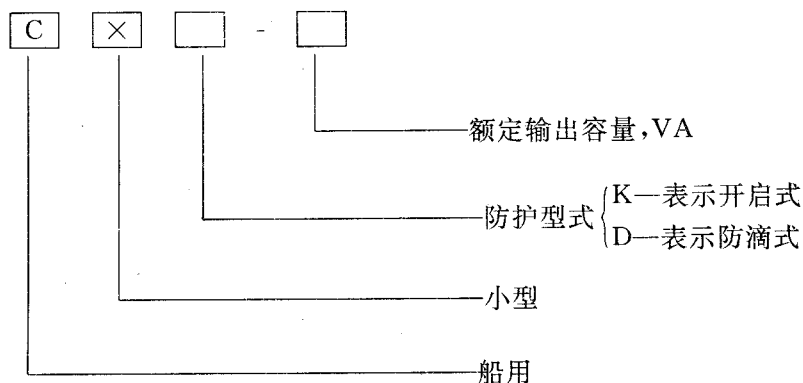 C × -
额定输出容量,VA
防护型式
K—表示开启式
D—表示防滴式
小型
船用